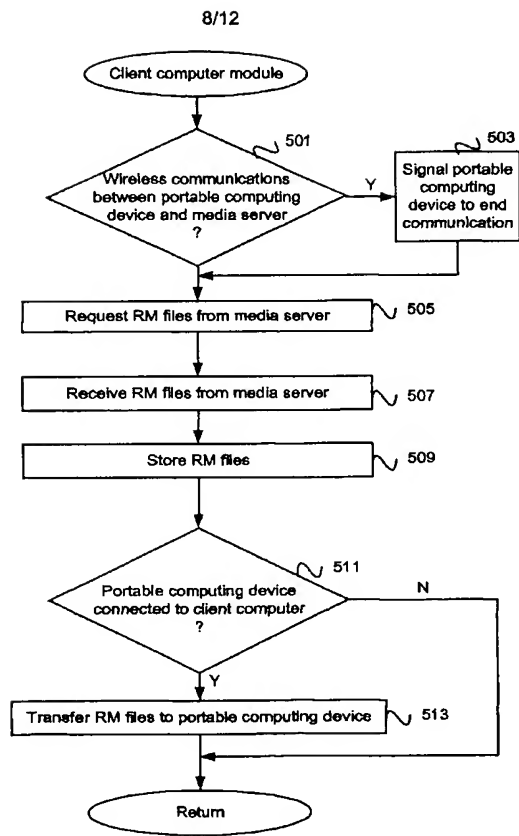 8/12
Client computer module
501
Wireless communications
between portable computing
device and media server
?
Y
503
Signal portable
computing
device to end
communication
Request RM files from media server
505
Receive RM files from media server
507
Store RM files
509
511
Portable computing device
connected to client computer
?
N
Y
Transfer RM files to portable computing device
513
Return